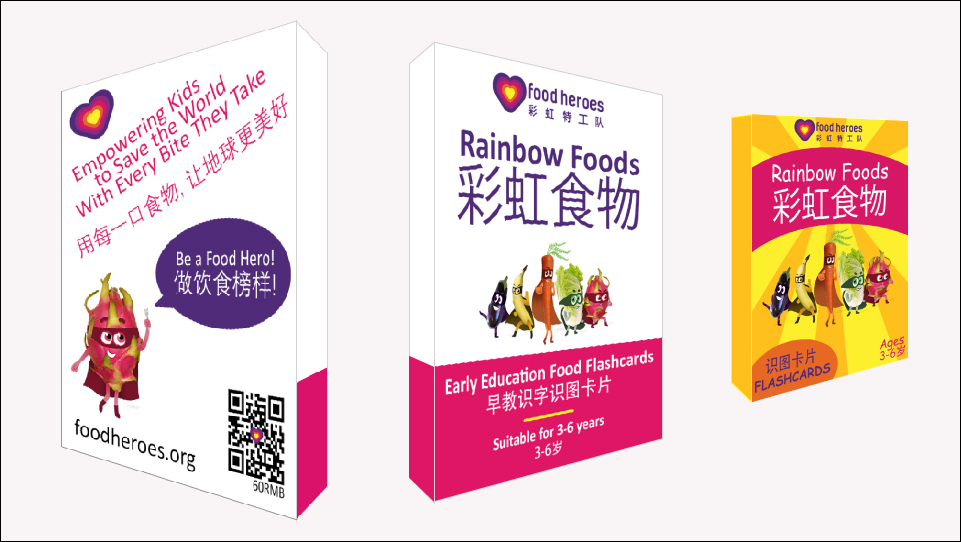 Empowering Kids
to Save the World
With Every Bite They Take
用每一口食物, 让地球更美好
Be a Food Hero!
做饮食榜样!
foodheroes.org
50RMB
food heroes
彩虹特工队
Rainbow Foods
彩虹食物
Early Education Food Flashcards
早教识字识图卡片
Suitable for 3-6 years
3-6岁
food heroes
彩虹特工队
Rainbow Foods
彩虹食物
Ages
3-6岁
识图卡片
FLASHCARDS